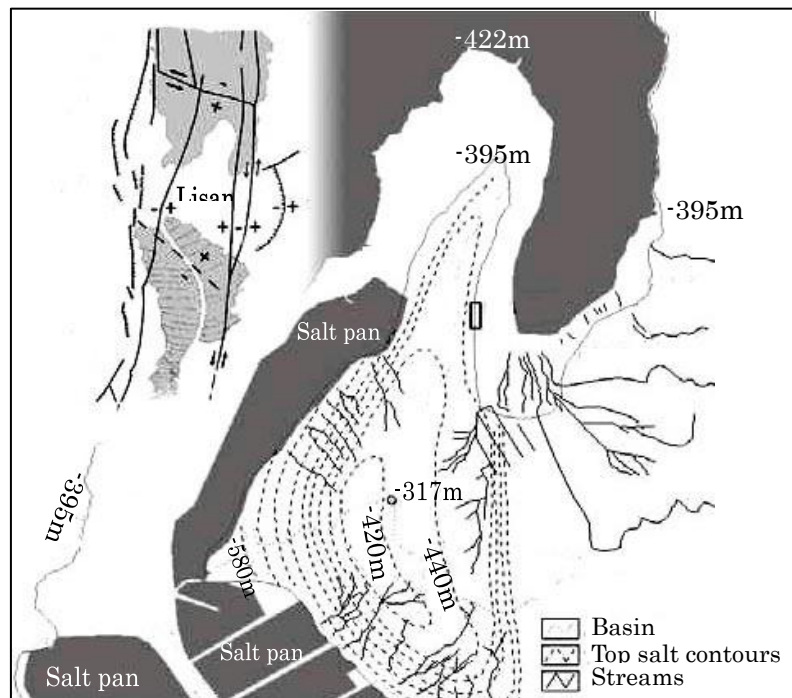 -422m
-395m
Lisan
-395m
Salt pan
-317m
-395m
-580m
-420m
-440m
Basin
Top salt contours
Streams
Salt pan
Salt pan